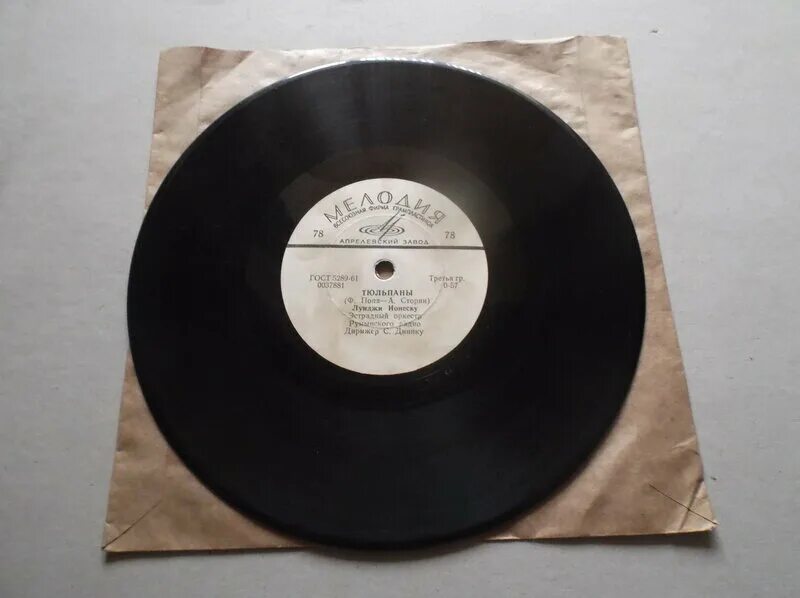 МЕЛОДИЯ
ВСЕСОЮЗНАЯ ФИРМА ГРАМПЛАСТИНОК
78 78
АПРЕЛЕВСКИЙ ЗАВОД
ГОСТ 5289-61 Третья гр.
0037881 0-57
ТЮЛЬПАНЫ
(Ф. Попа—А. Сторин)
Луиджи Ионеску
Эстрадный оркестр
Румынского радио
Дирижер С. Динику